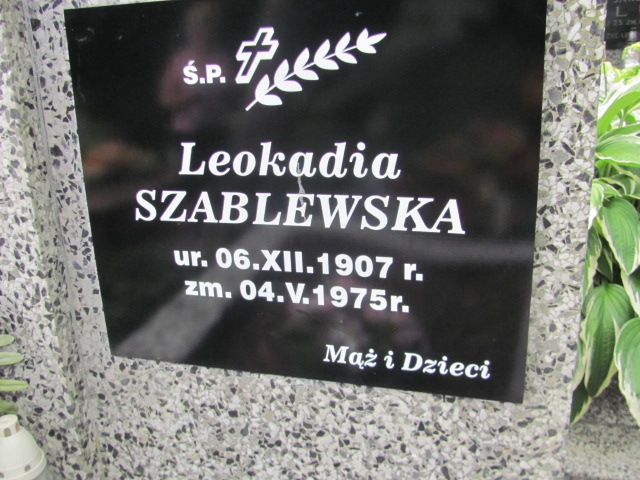 Ś.P.
Leokadia
SZABLEWSKA
ur. 06.XII.1907 r.
zm. 04.V.1975r.
Mąż i Dzieci